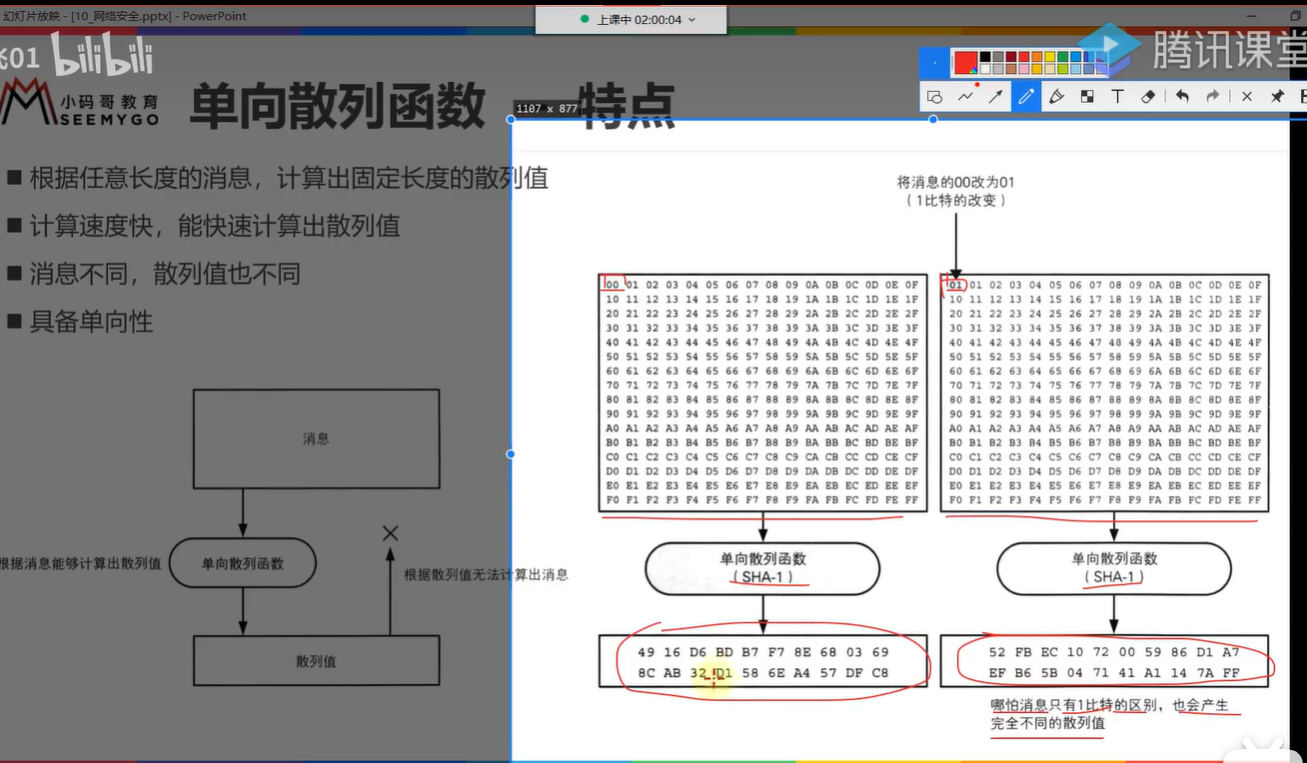 幻灯片放映 - [10_网络安全.pptx] - PowerPoint
上课中 02:00:04
01 bilibili
腾讯课堂
小码哥教育
SEEMYGO
单向散列函数
特点
1107 x 877
根据任意长度的消息，计算出固定长度的散列值
计算速度快，能快速计算出散列值
消息不同，散列值也不同
具备单向性
消息
根据消息能够计算出散列值
单向散列函数
根据散列值无法计算出消息
散列值
将消息的00改为01
（1比特的改变）
00 01 02 03 04 05 06 07 08 09 0A 0B 0C 0D 0E 0F
10 11 12 13 14 15 16 17 18 19 1A 1B 1C 1D 1E 1F
20 21 22 23 24 25 26 27 28 29 2A 2B 2C 2D 2E 2F
30 31 32 33 34 35 36 37 38 39 3A 3B 3C 3D 3E 3F
40 41 42 43 44 45 46 47 48 49 4A 4B 4C 4D 4E 4F
50 51 52 53 54 55 56 57 58 59 5A 5B 5C 5D 5E 5F
60 61 62 63 64 65 66 67 68 69 6A 6B 6C 6D 6E 6F
70 71 72 73 74 75 76 77 78 79 7A 7B 7C 7D 7E 7F
80 81 82 83 84 85 86 87 88 89 8A 8B 8C 8D 8E 8F
90 91 92 93 94 95 96 97 98 99 9A 9B 9C 9D 9E 9F
A0 A1 A2 A3 A4 A5 A6 A7 A8 A9 AA AB AC AD AE AF
B0 B1 B2 B3 B4 B5 B6 B7 B8 B9 BA BB BC BD BE BF
C0 C1 C2 C3 C4 C5 C6 C7 C8 C9 CA CB CC CD CE CF
D0 D1 D2 D3 D4 D5 D6 D7 D8 D9 DA DB DC DD DE DF
E0 E1 E2 E3 E4 E5 E6 E7 E8 E9 EA EB EC ED EE EF
F0 F1 F2 F3 F4 F5 F6 F7 F8 F9 FA FB FC FD FE FF
单向散列函数
（SHA-1）
49 16 D6 BD B7 F7 8E 68 03 69
8C AB 32 D1 58 6E A4 57 DF C8
01 01 02 03 04 05 06 07 08 09 0A 0B 0C 0D 0E 0F
10 11 12 13 14 15 16 17 18 19 1A 1B 1C 1D 1E 1F
20 21 22 23 24 25 26 27 28 29 2A 2B 2C 2D 2E 2F
30 31 32 33 34 35 36 37 38 39 3A 3B 3C 3D 3E 3F
40 41 42 43 44 45 46 47 48 49 4A 4B 4C 4D 4E 4F
50 51 52 53 54 55 56 57 58 59 5A 5B 5C 5D 5E 5F
60 61 62 63 64 65 66 67 68 69 6A 6B 6C 6D 6E 6F
70 71 72 73 74 75 76 77 78 79 7A 7B 7C 7D 7E 7F
80 81 82 83 84 85 86 87 88 89 8A 8B 8C 8D 8E 8F
90 91 92 93 94 95 96 97 98 99 9A 9B 9C 9D 9E 9F
A0 A1 A2 A3 A4 A5 A6 A7 A8 A9 AA AB AC AD AE AF
B0 B1 B2 B3 B4 B5 B6 B7 B8 B9 BA BB BC BD BE BF
C0 C1 C2 C3 C4 C5 C6 C7 C8 C9 CA CB CC CD CE CF
D0 D1 D2 D3 D4 D5 D6 D7 D8 D9 DA DB DC DD DE DF
E0 E1 E2 E3 E4 E5 E6 E7 E8 E9 EA EB EC ED EE EF
F0 F1 F2 F3 F4 F5 F6 F7 F8 F9 FA FB FC FD FE FF
单向散列函数
（SHA-1）
52 FB EC 10 72 00 59 86 D1 A7
EF B6 5B 04 71 41 A1 14 7A FF
哪怕消息只有1比特的区别，也会产生
完全不同的散列值